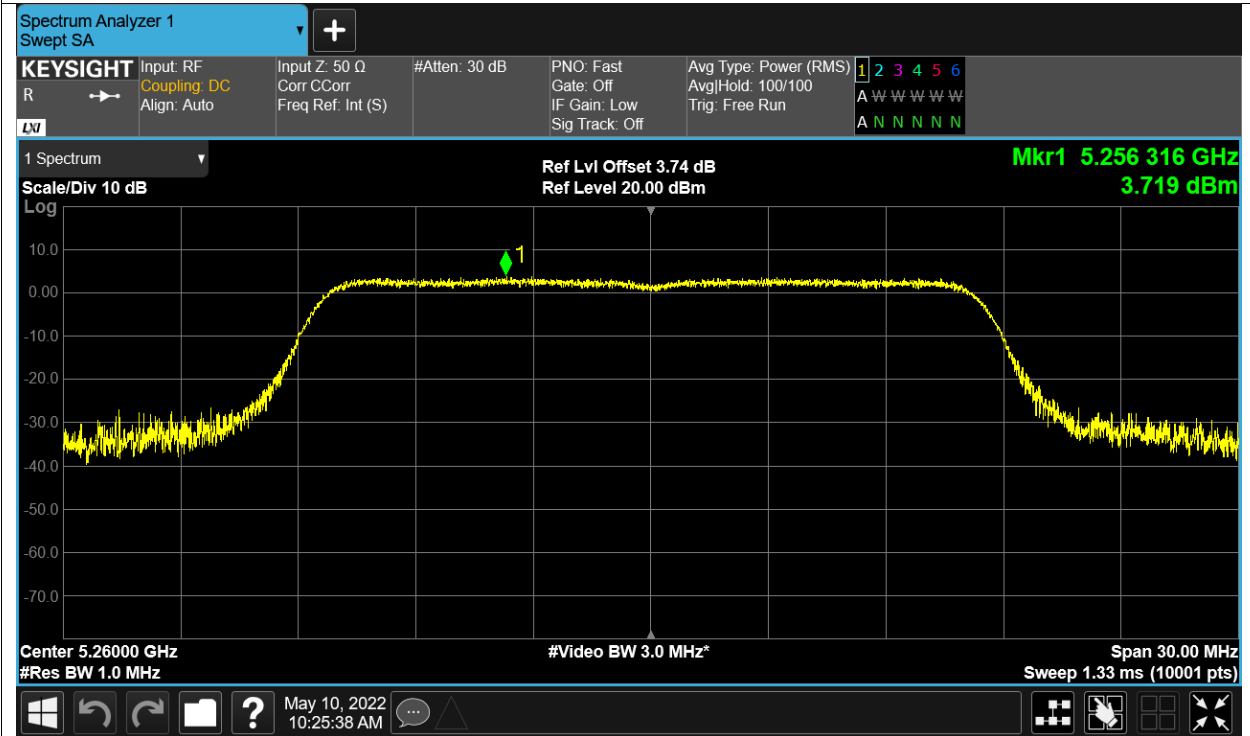 Spectrum Analyzer 1
Swept SA
KEYSIGHT
R
LXI
Input: RF
Coupling: DC
Align: Auto
Input Z: 50 Ω
Corr CCorr
Freq Ref: Int (S)
#Atten: 30 dB
PNO: Fast
Gate: Off
IF Gain: Low
Sig Track: Off
Avg Type: Power (RMS)
Avg|Hold: 100/100
Trig: Free Run
1 2 3 4 5 6
A W W W W W
A N N N N N
1 Spectrum
Scale/Div 10 dB
Log
Ref Lvl Offset 3.74 dB
Ref Level 20.00 dBm
Mkr1 5.256 316 GHz
3.719 dBm
1
10.0
0.00
-10.0
-20.0
-30.0
-40.0
-50.0
-60.0
-70.0
Center 5.26000 GHz
#Res BW 1.0 MHz
#Video BW 3.0 MHz*
Span 30.00 MHz
Sweep 1.33 ms (10001 pts)
?
May 10, 2022
10:25:38 AM